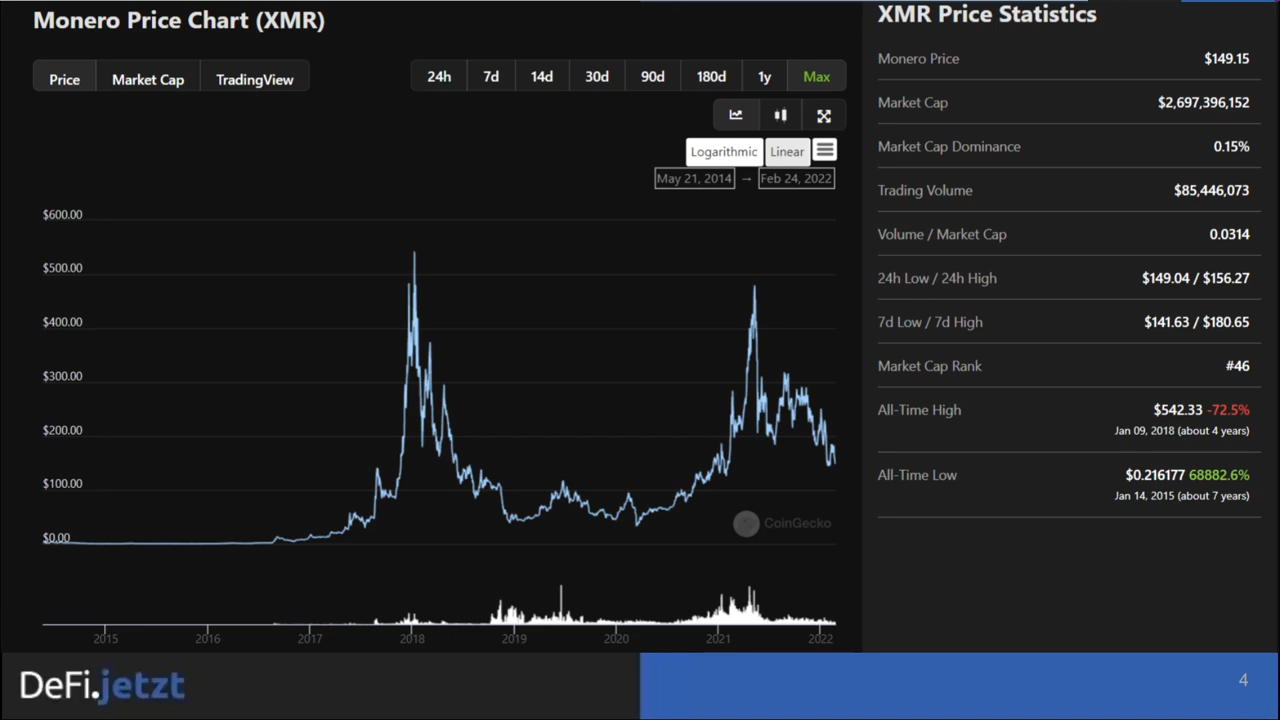 Monero Price Chart (XMR)
Price Market Cap TradingView
24h 7d 14d 30d 90d 180d 1y Max
Logarithmic Linear
May 21, 2014 → Feb 24, 2022
$600.00
$500.00
$400.00
$300.00
$200.00
$100.00
$0.00
CoinGecko
2015 2016 2017 2018 2019 2020 2021 2022
XMR Price Statistics
Monero Price $149.15
Market Cap $2,697,396,152
Market Cap Dominance 0.15%
Trading Volume $85,446,073
Volume / Market Cap 0.0314
24h Low / 24h High $149.04 / $156.27
7d Low / 7d High $141.63 / $180.65
Market Cap Rank #46
All-Time High $542.33 -72.5%
Jan 09, 2018 (about 4 years)
All-Time Low $0.216177 68882.6%
Jan 14, 2015 (about 7 years)
DeFi.jetzt
4